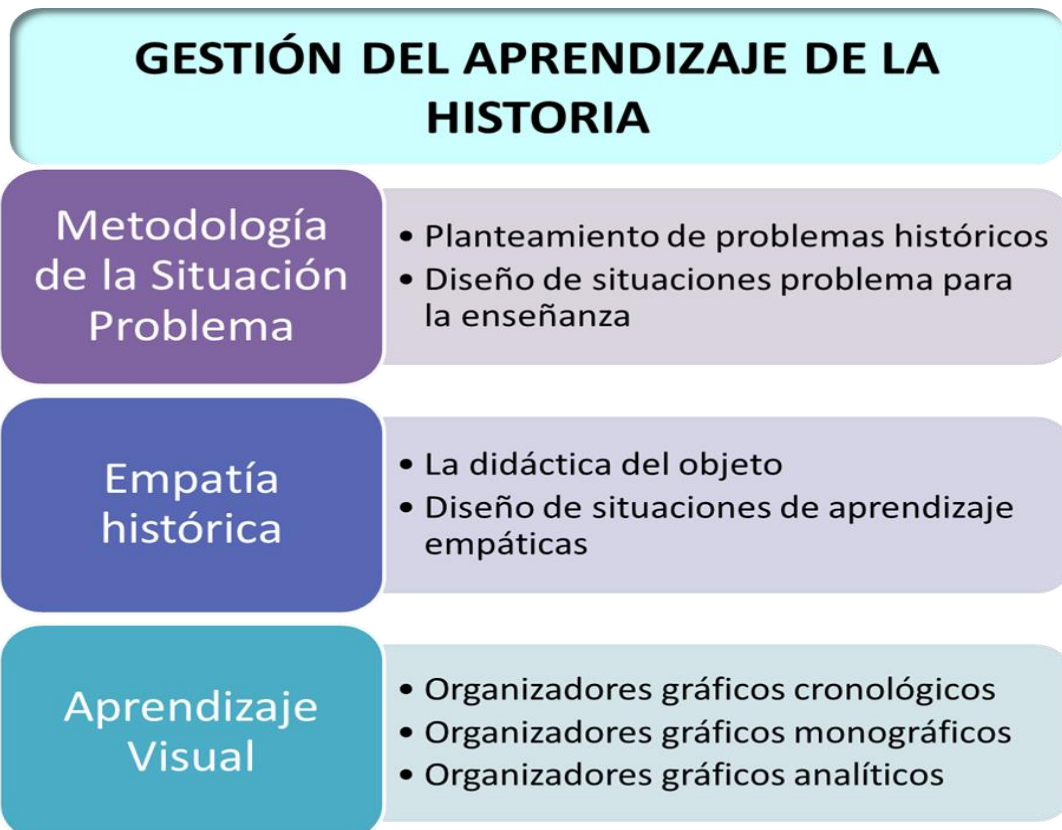 GESTIÓN DEL APRENDIZAJE DE LA
HISTORIA
Metodología
de la Situación
Problema
• Planteamiento de problemas históricos
• Diseño de situaciones problema para
la enseñanza
Empatía
histórica
• La didáctica del objeto
• Diseño de situaciones de aprendizaje
empáticas
Aprendizaje
Visual
• Organizadores gráficos cronológicos
• Organizadores gráficos monográficos
• Organizadores gráficos analíticos